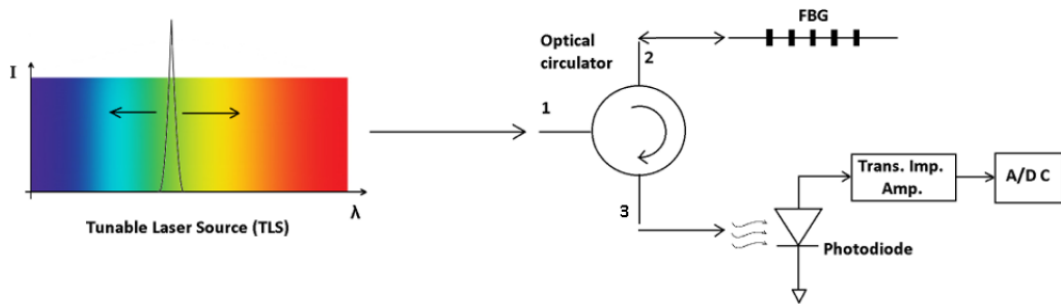 I
λ
Tunable Laser Source (TLS)
Optical
circulator
1
2
3
FBG
Trans. Imp.
Amp.
A/D C
Photodiode